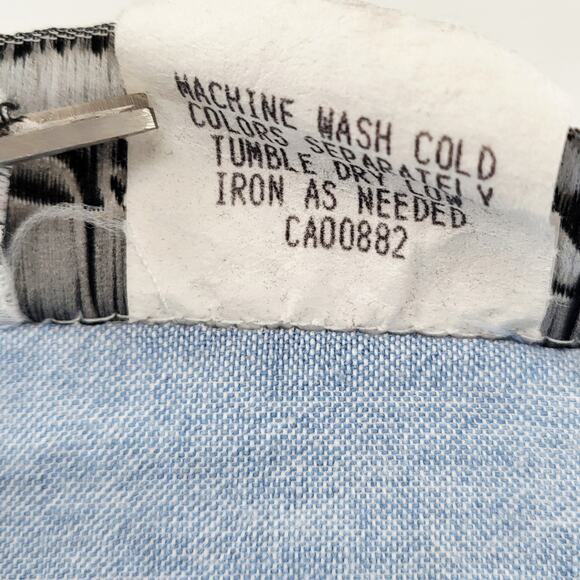 MACHINE WASH COLD
COLORS SEPARATELY
TUMBLE DRY LOW
IRON AS NEEDED
CA00882